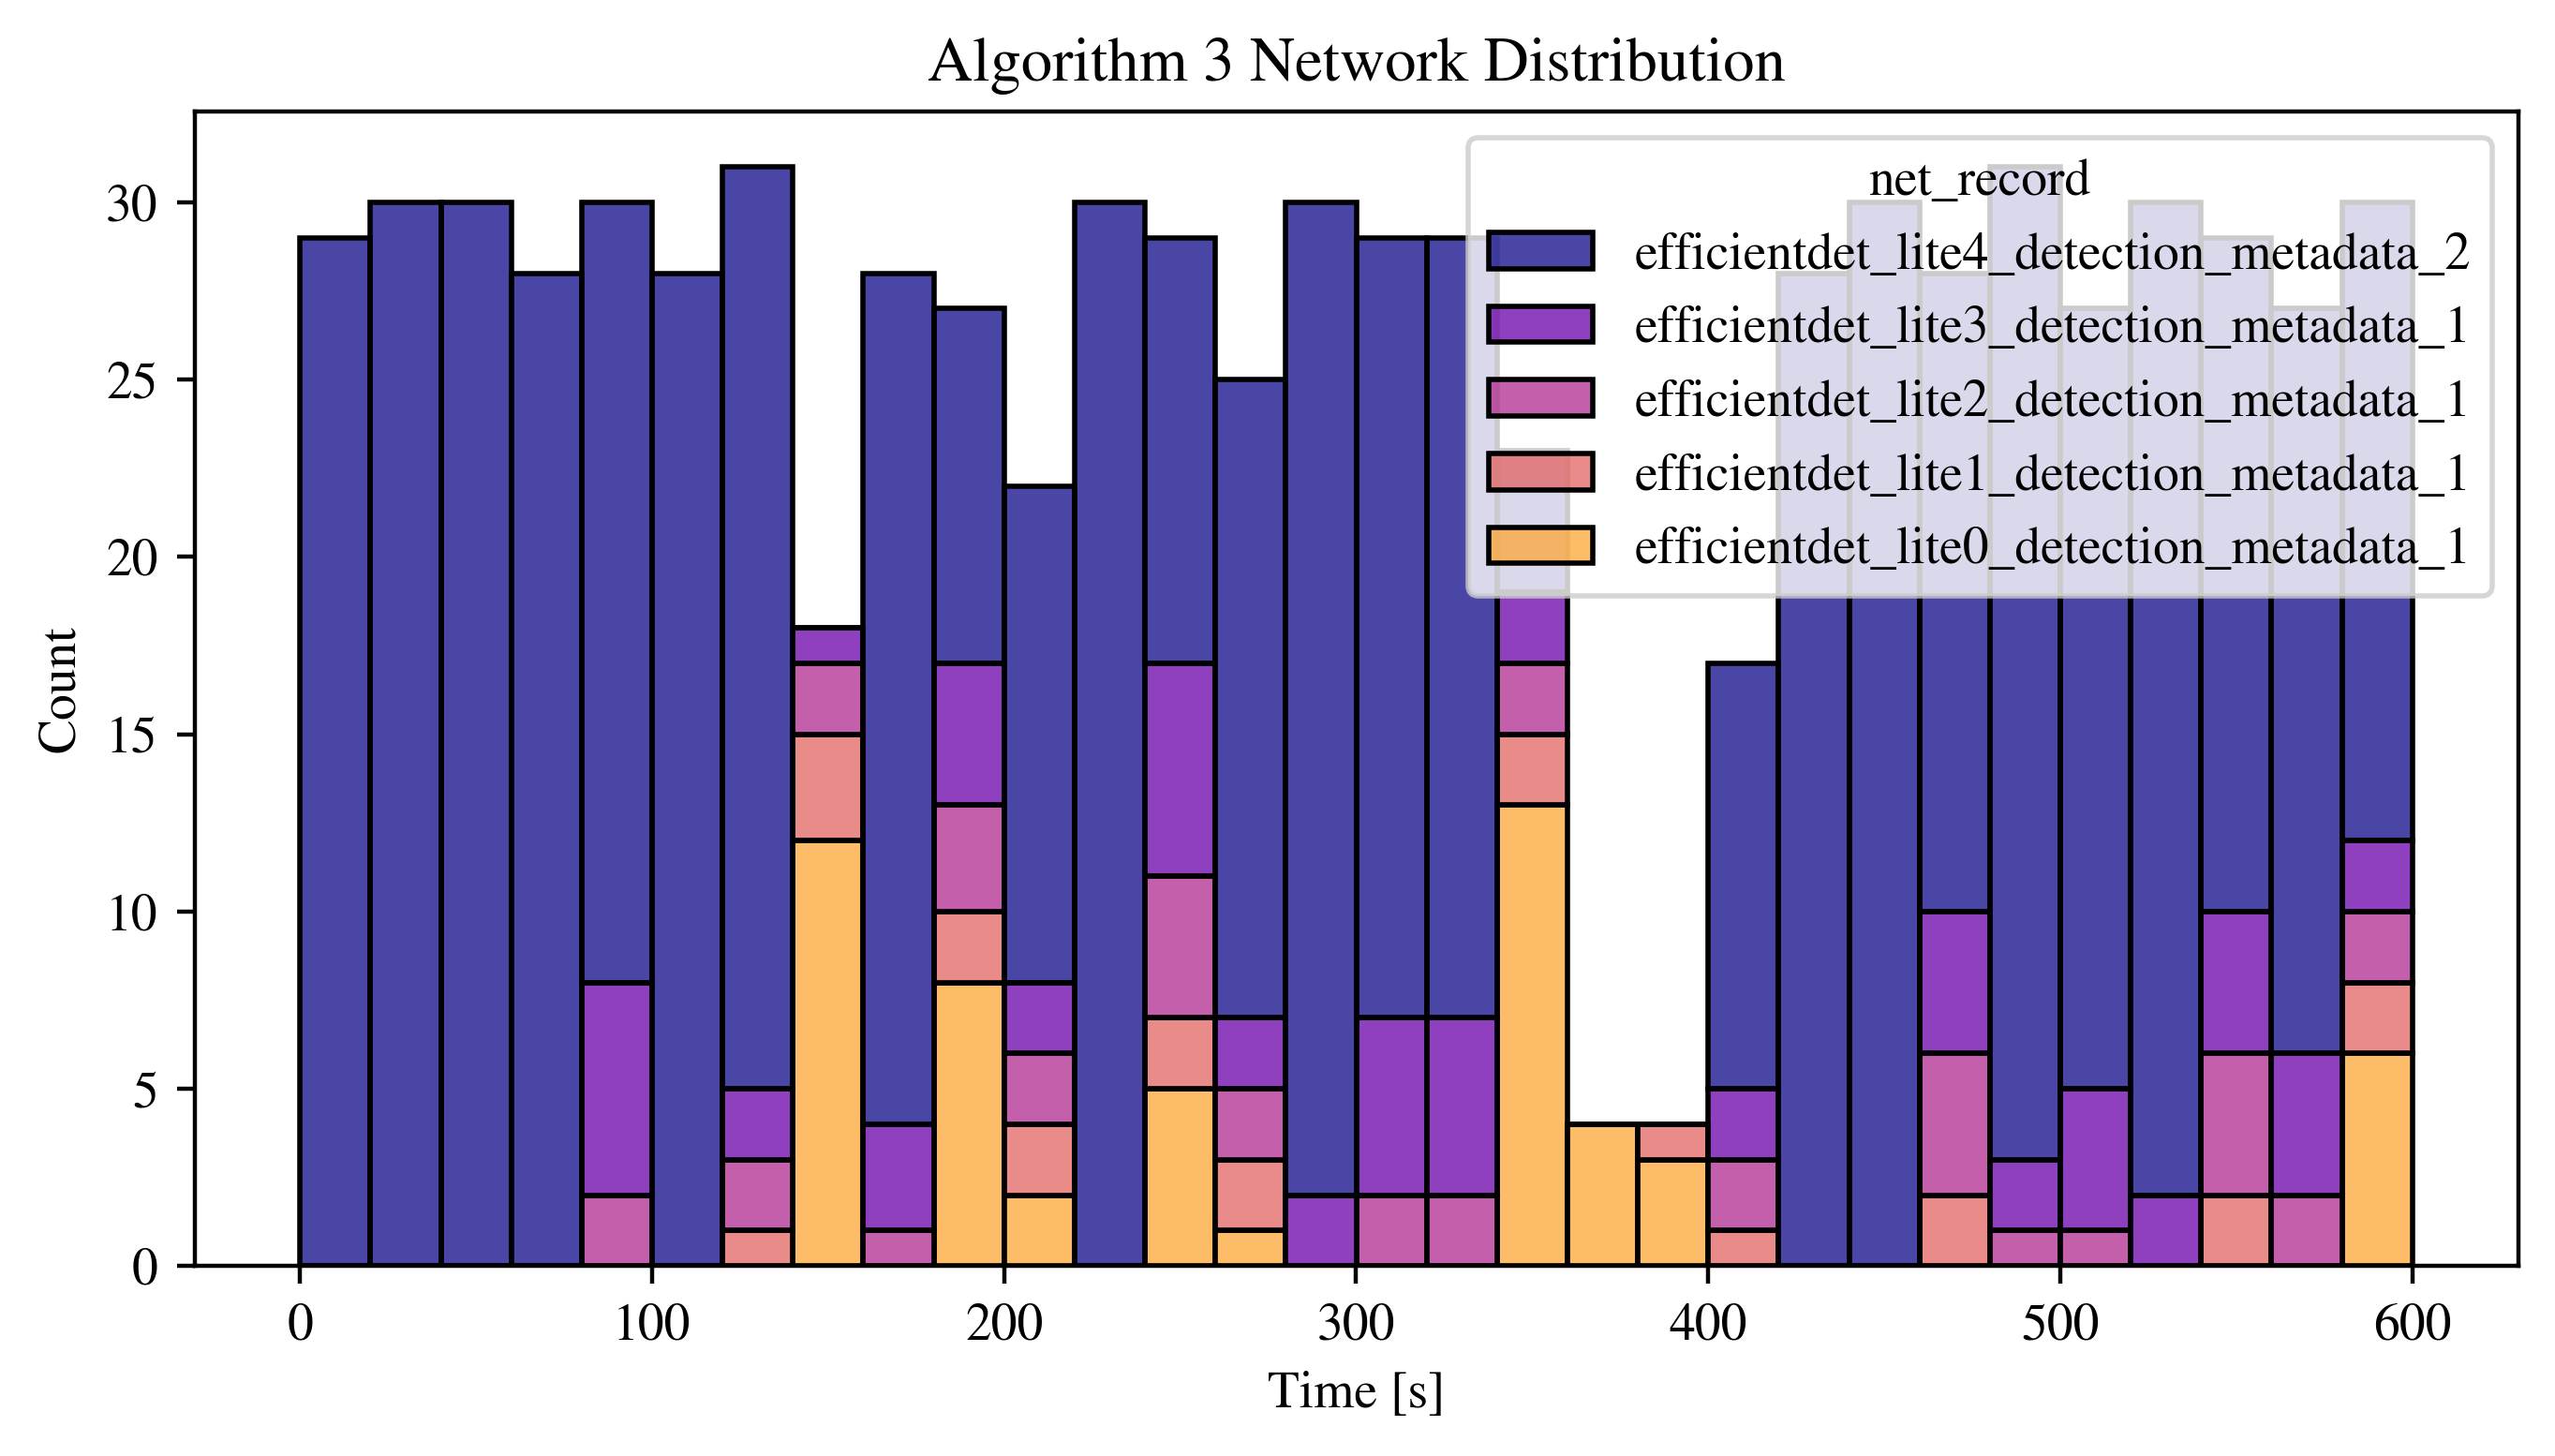 Algorithm 3 Network Distribution
net_record
efficientdet_lite4_detection_metadata_2
efficientdet_lite3_detection_metadata_1
efficientdet_lite2_detection_metadata_1
efficientdet_lite1_detection_metadata_1
efficientdet_lite0_detection_metadata_1
30
25
20
15
10
5
0
Count
0 100 200 300 400 500 600
Time [s]